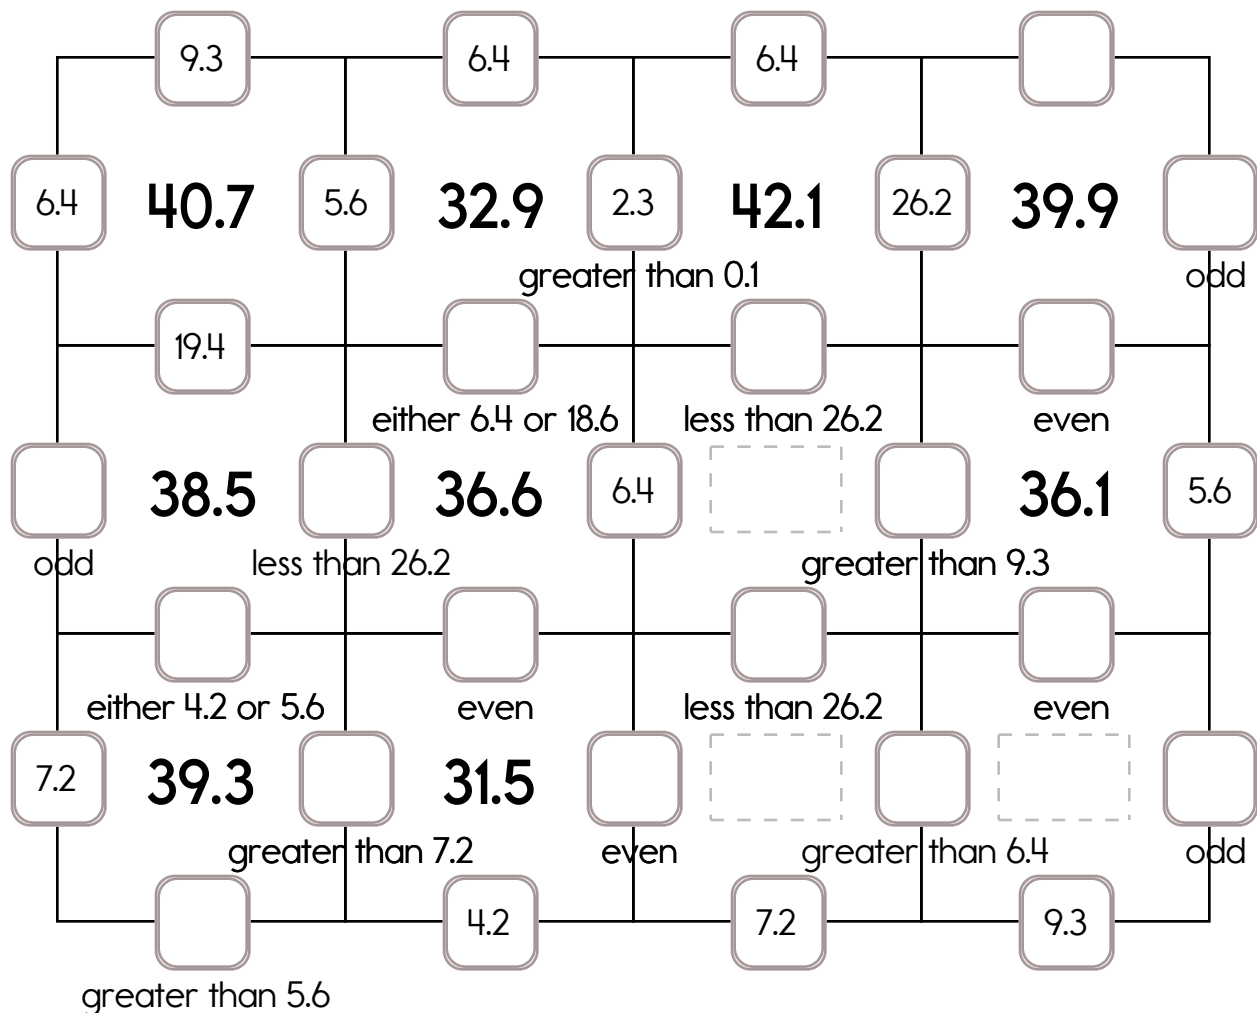 9.3 6.4 6.4
6.4 40.7 5.6 32.9 2.3 42.1 26.2 39.9
greater than 0.1 odd
19.4
either 6.4 or 18.6 less than 26.2 even
38.5 36.6 6.4 36.1 5.6
odd less than 26.2 greater than 9.3
either 4.2 or 5.6 even less than 26.2 even
7.2 39.3 31.5
greater than 7.2 even greater than 6.4 odd
4.2 7.2 9.3
greater than 5.6